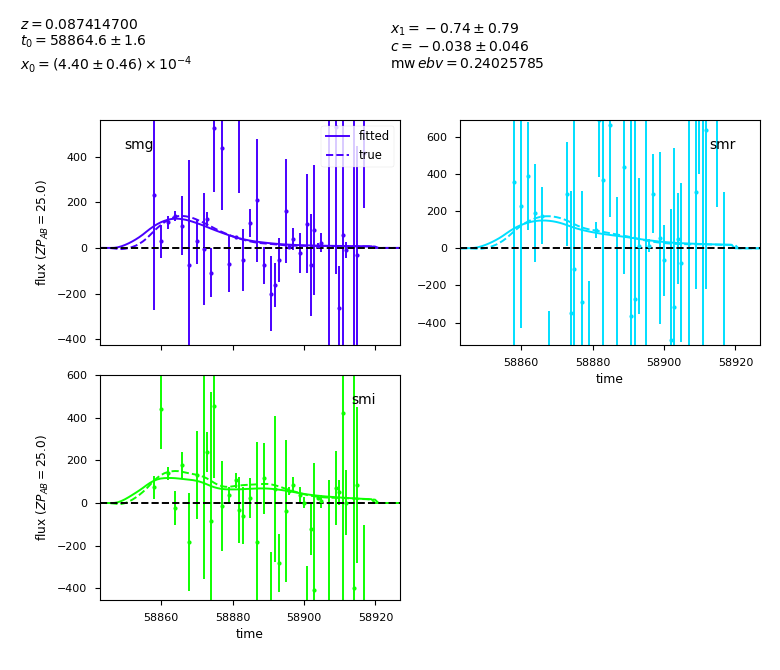 z = 0.087414700
t₀ = 58864.6 ± 1.6
x₀ = (4.40 ± 0.46) × 10⁻⁴
x₁ = −0.74 ± 0.79
c = −0.038 ± 0.046
mw ebv = 0.24025785
smg
fitted
true
400
200
0
−200
−400
flux (ZP_AB = 25.0)
smr
600
400
200
0
−200
−400
58860 58880 58900 58920
time
smi
600
400
200
0
−200
−400
flux (ZP_AB = 25.0)
58860 58880 58900 58920
time